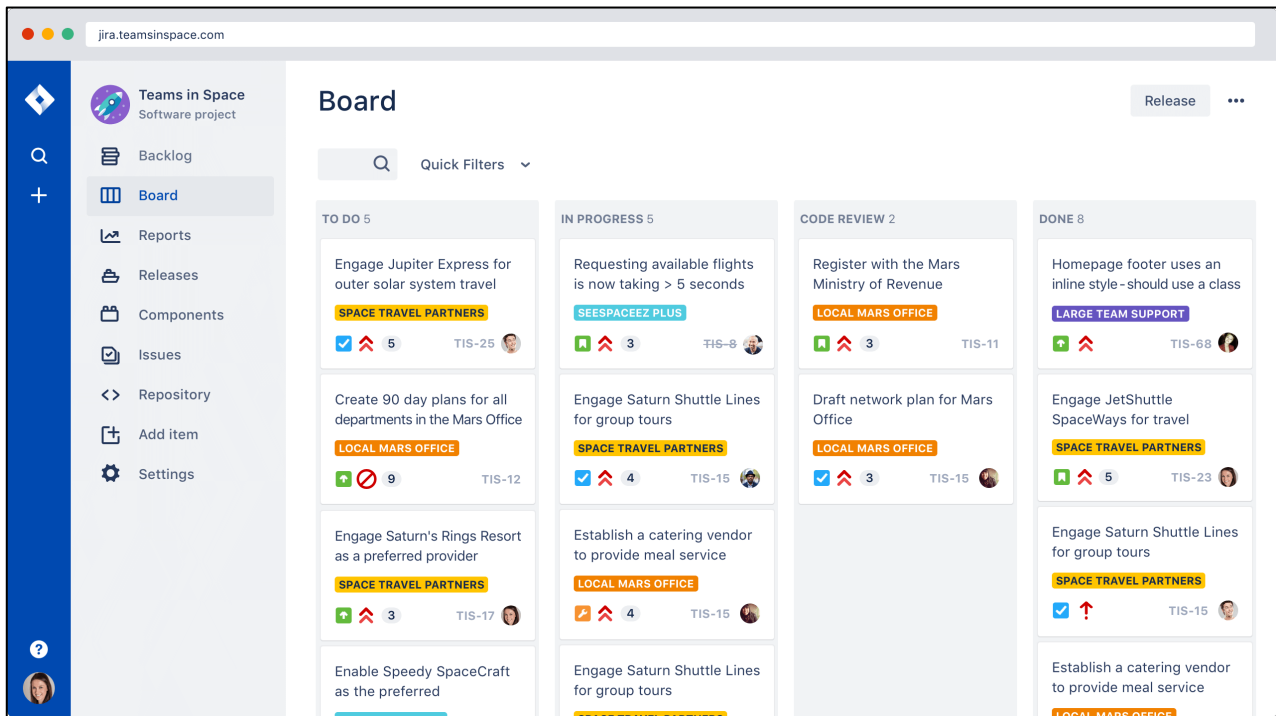 jira.teamsinspace.com
Teams in Space
Software project
Backlog
Board
Reports
Releases
Components
Issues
Repository
Add item
Settings
?
Board
Release
Quick Filters
TO DO 5
Engage Jupiter Express for
outer solar system travel
SPACE TRAVEL PARTNERS
5 TIS-25
Create 90 day plans for all
departments in the Mars Office
LOCAL MARS OFFICE
9 TIS-12
Engage Saturn's Rings Resort
as a preferred provider
SPACE TRAVEL PARTNERS
3 TIS-17
Enable Speedy SpaceCraft
as the preferred
IN PROGRESS 5
Requesting available flights
is now taking > 5 seconds
SEESPACEEZ PLUS
3 TIS-8
Engage Saturn Shuttle Lines
for group tours
SPACE TRAVEL PARTNERS
4 TIS-15
Establish a catering vendor
to provide meal service
LOCAL MARS OFFICE
4 TIS-15
Engage Saturn Shuttle Lines
for group tours
SPACE TRAVEL PARTNERS
CODE REVIEW 2
Register with the Mars
Ministry of Revenue
LOCAL MARS OFFICE
3 TIS-11
Draft network plan for Mars
Office
LOCAL MARS OFFICE
3 TIS-15
DONE 8
Homepage footer uses an
inline style-should use a class
LARGE TEAM SUPPORT
TIS-68
Engage JetShuttle
SpaceWays for travel
SPACE TRAVEL PARTNERS
5 TIS-23
Engage Saturn Shuttle Lines
for group tours
SPACE TRAVEL PARTNERS
TIS-15
Establish a catering vendor
to provide meal service
LOCAL MARS OFFICE